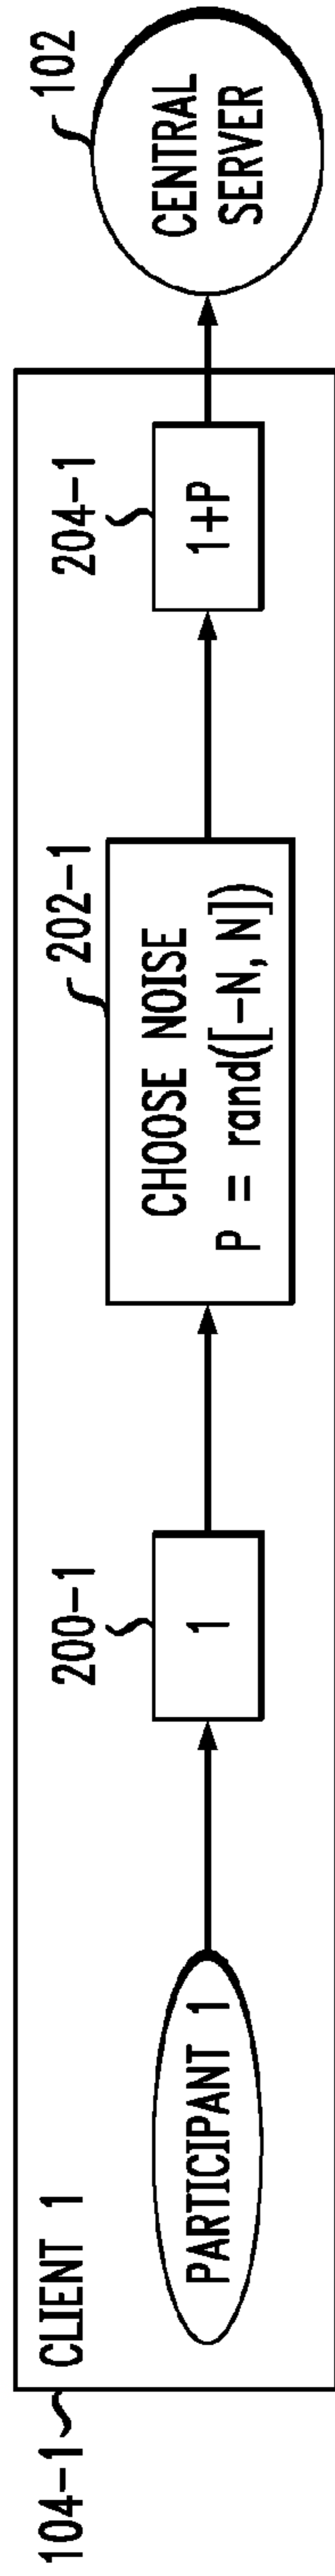 104-1
CLIENT 1
PARTICIPANT 1
200-1
1
202-1
CHOOSE NOISE
P = rand([-N, N])
204-1
1+P
102
CENTRAL
SERVER